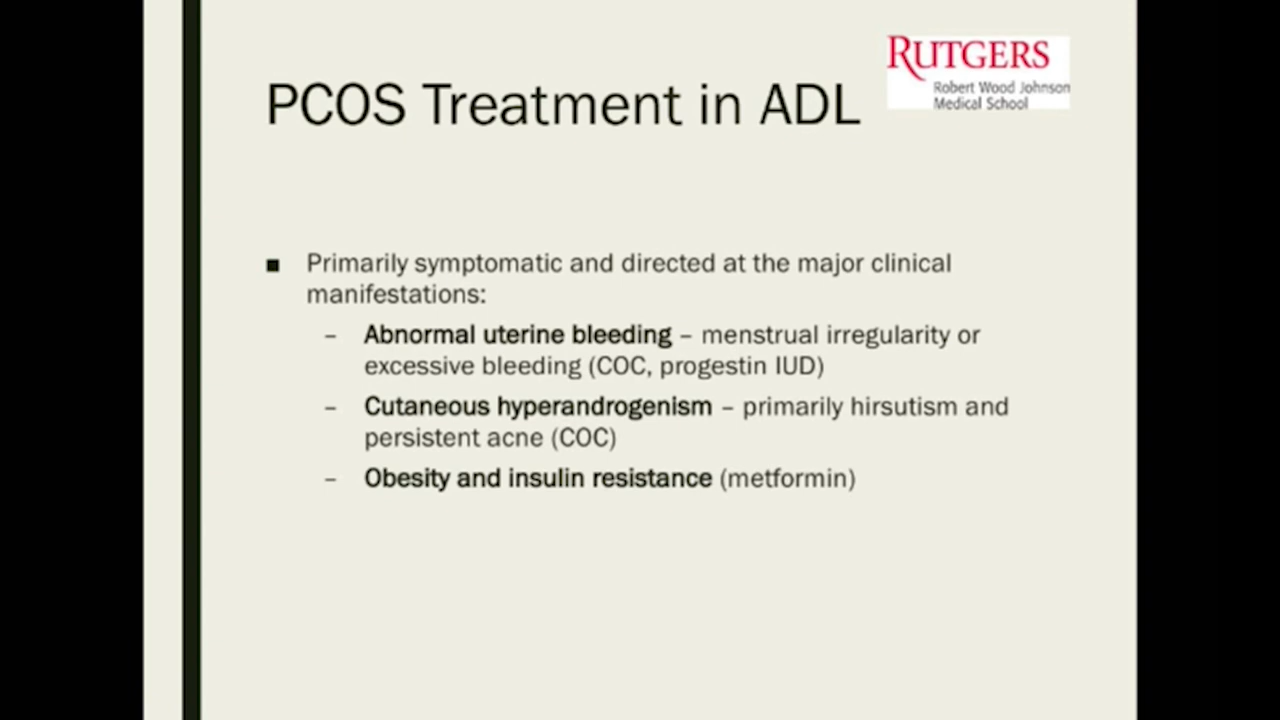 RUTGERS
Robert Wood Johnson
Medical School
PCOS Treatment in ADL
■ Primarily symptomatic and directed at the major clinical
manifestations:
– Abnormal uterine bleeding – menstrual irregularity or
excessive bleeding (COC, progestin IUD)
– Cutaneous hyperandrogenism – primarily hirsutism and
persistent acne (COC)
– Obesity and insulin resistance (metformin)